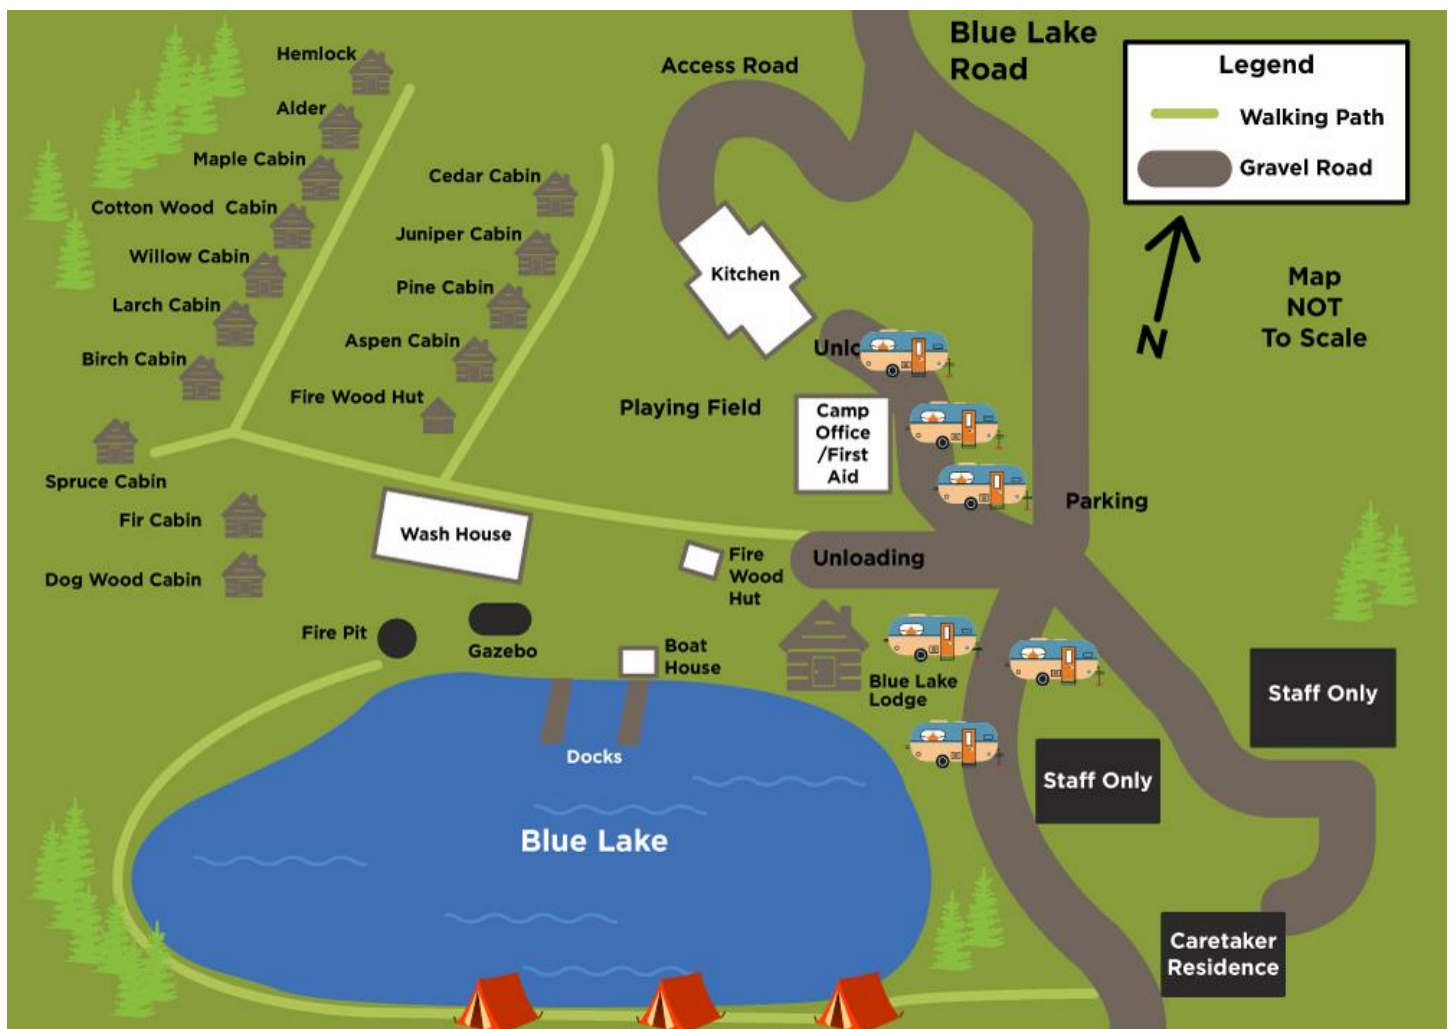 Blue Lake
Road
Access Road
Legend
Walking Path
Gravel Road
N
Map
NOT
To Scale
Hemlock
Alder
Maple Cabin
Cotton Wood Cabin
Willow Cabin
Larch Cabin
Birch Cabin
Spruce Cabin
Fir Cabin
Dog Wood Cabin
Cedar Cabin
Juniper Cabin
Pine Cabin
Aspen Cabin
Fire Wood Hut
Kitchen
Playing Field
Camp
Office
/First
Aid
Parking
Wash House
Fire
Wood
Hut
Unloading
Fire Pit
Gazebo
Boat
House
Blue Lake
Lodge
Docks
Blue Lake
Staff Only
Staff Only
Caretaker
Residence